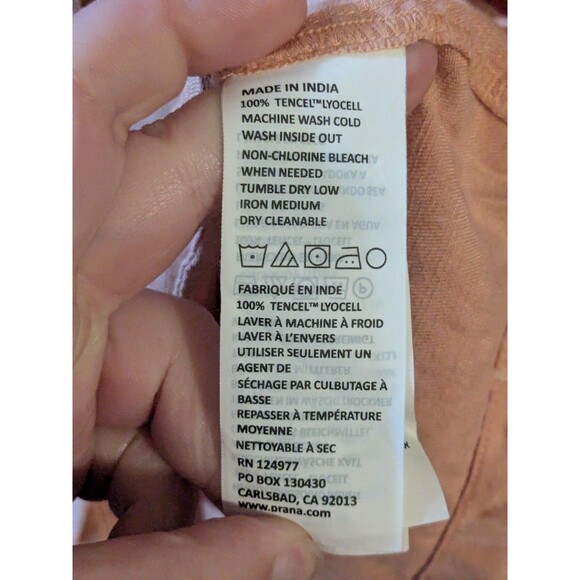 MADE IN INDIA
100% TENCEL™LYOCELL
MACHINE WASH COLD
WASH INSIDE OUT
NON-CHLORINE BLEACH
WHEN NEEDED
TUMBLE DRY LOW
IRON MEDIUM
DRY CLEANABLE
FABRIQUÉ EN INDE
100% TENCEL™ LYOCELL
LAVER À MACHINE À FROID
LAVER À L'ENVERS
UTILISER SEULEMENT UN
AGENT DE
SÉCHAGE PAR CULBUTAGE À
BASSE
REPASSER À TEMPÉRATURE
MOYENNE
NETTOYABLE À SEC
RN 124977
PO BOX 130430
CARLSBAD, CA 92013
www.prana.com